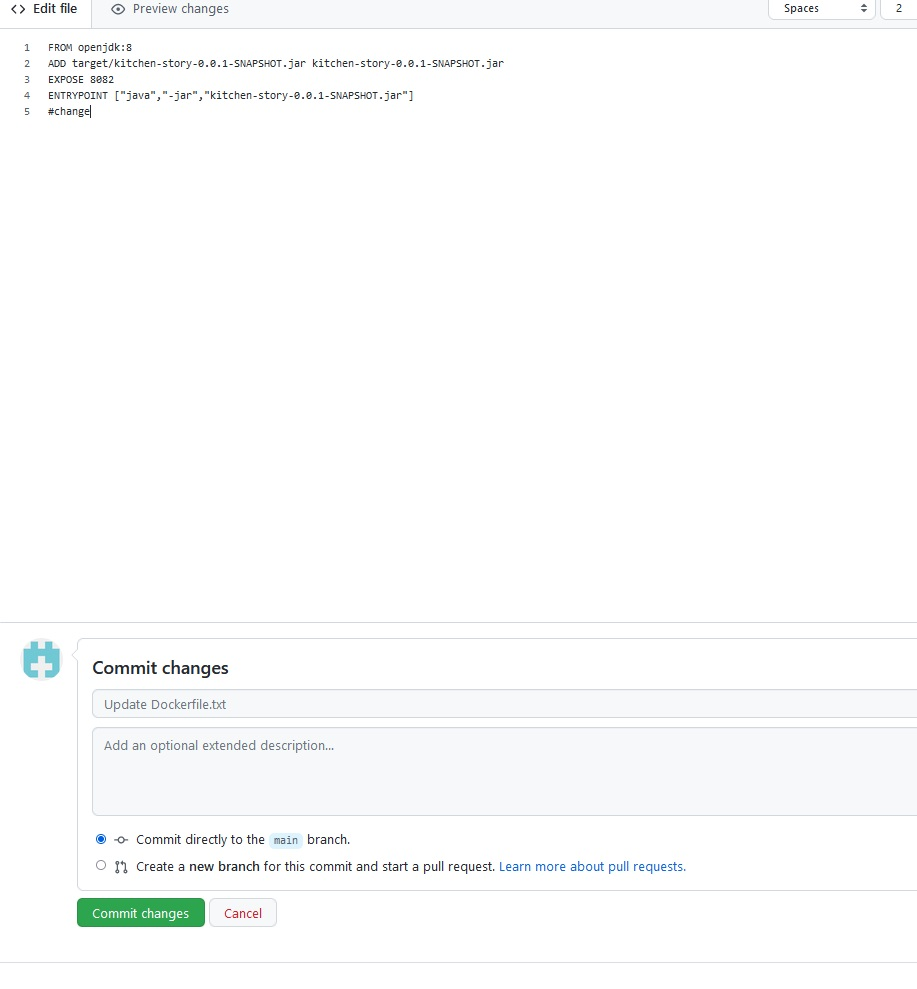 <> Edit file
Preview changes
Spaces
2
1 FROM openjdk:8
2 ADD target/kitchen-story-0.0.1-SNAPSHOT.jar kitchen-story-0.0.1-SNAPSHOT.jar
3 EXPOSE 8082
4 ENTRYPOINT ["java","-jar","kitchen-story-0.0.1-SNAPSHOT.jar"]
5 #change
Commit changes
Update Dockerfile.txt
Add an optional extended description...
Commit directly to the main branch.
Create a new branch for this commit and start a pull request. Learn more about pull requests.
Commit changes
Cancel